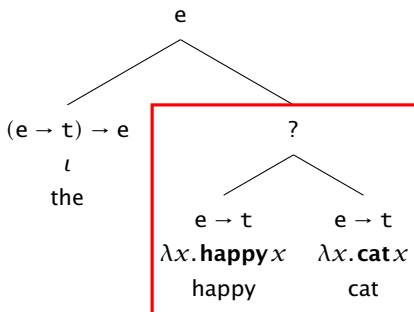 e
(e → t) → e ?
ι
the
e → t e → t
λx.happy x λx.cat x
happy cat